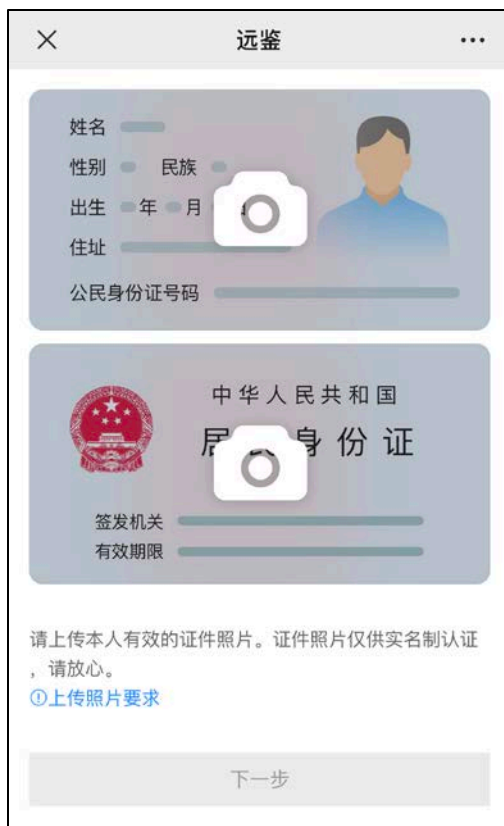 远鉴
姓名
性别 民族
出生 年 月
住址
公民身份证号码
中华人民共和国
居民身份证
签发机关
有效期限
请上传本人有效的证件照片。证件照片仅供实名制认证
，请放心。
上传照片要求
下一步